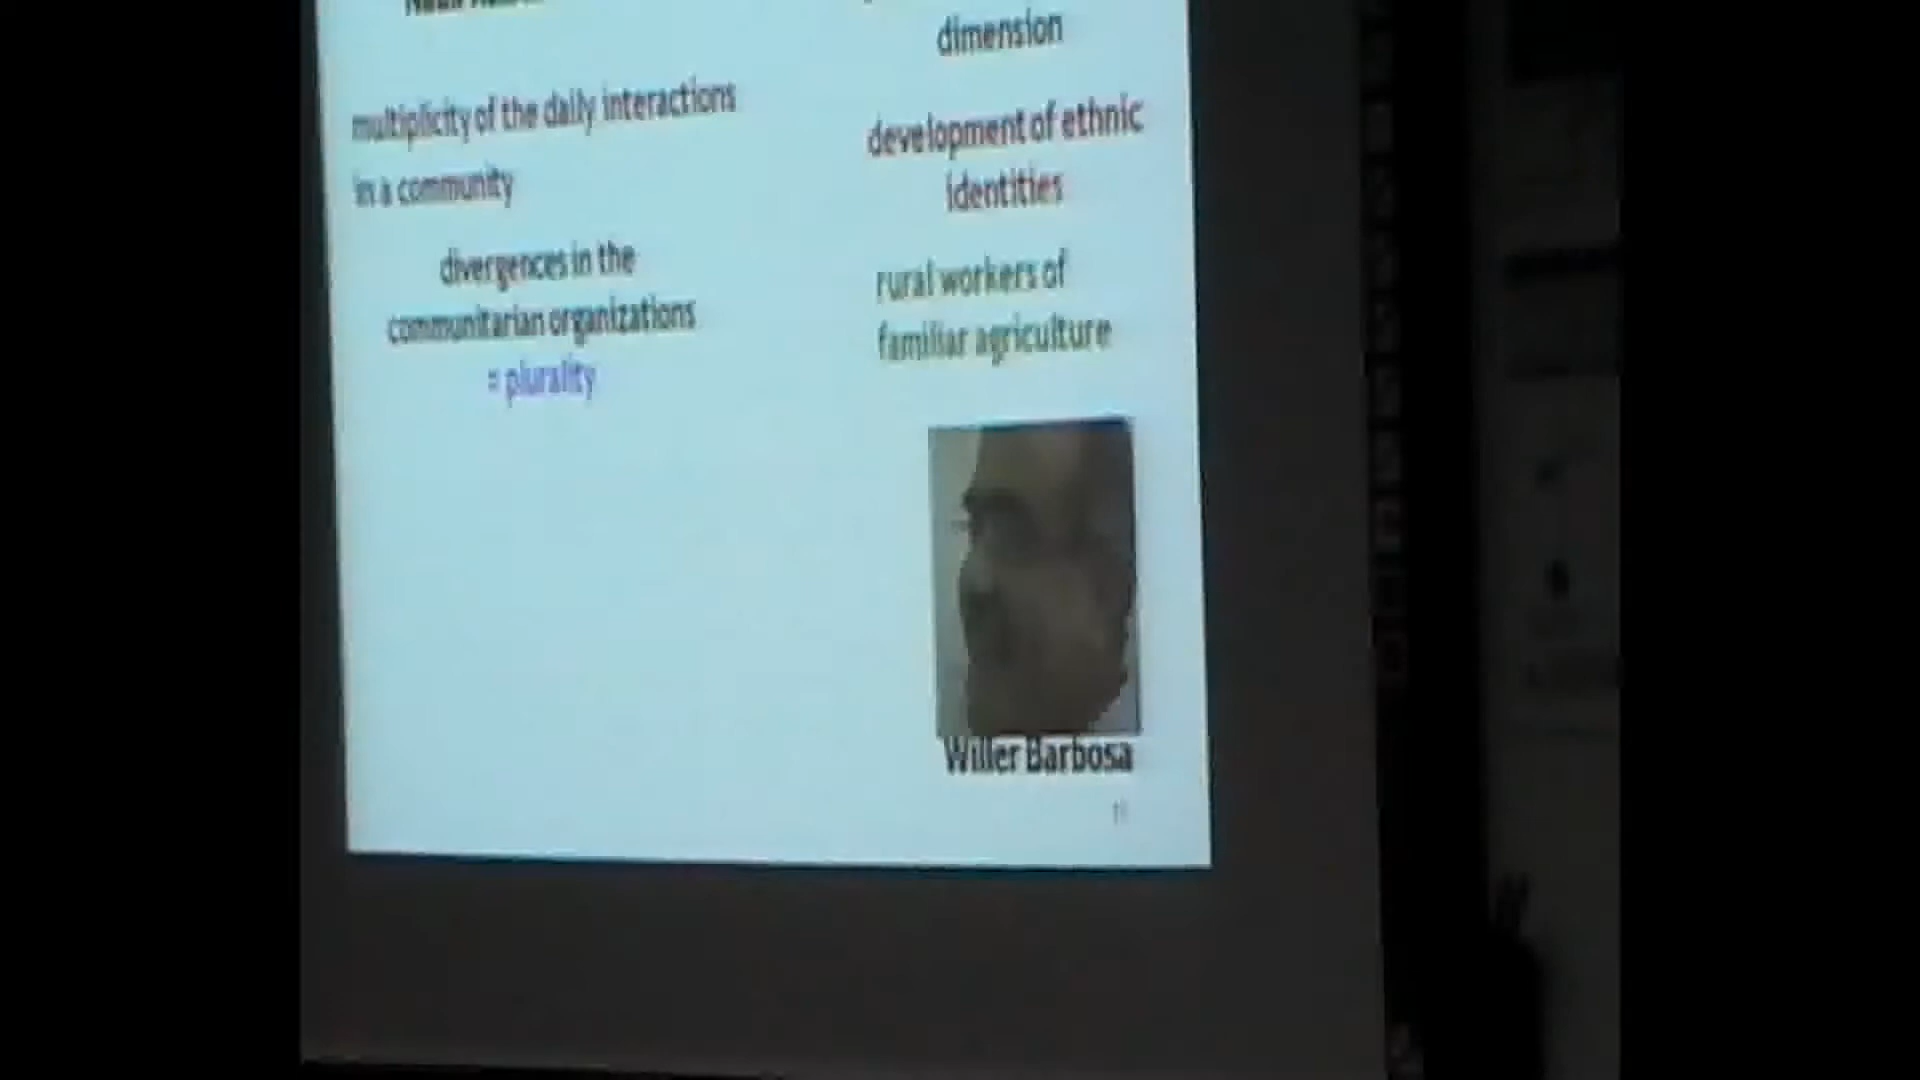 dimension
multiplicity of the daily interactions
in a community
divergences in the
communitarian organizations
= plurality
development of ethnic
identities
rural workers of
familiar agriculture
Willer Barbosa